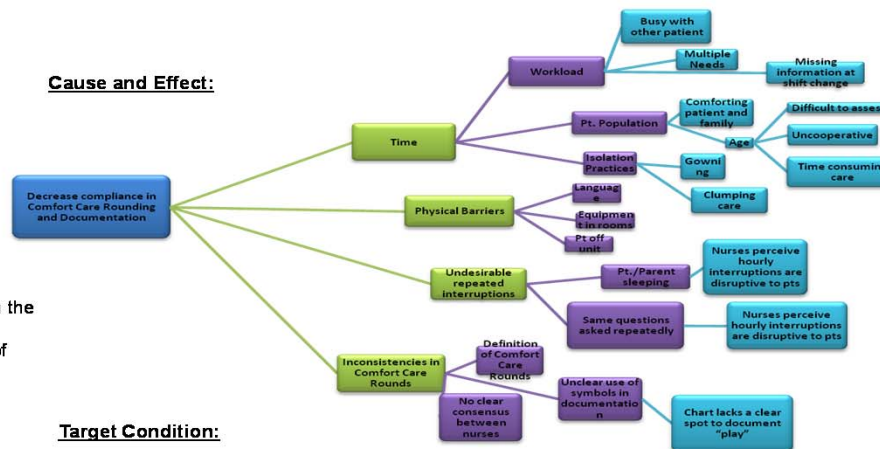 Cause and Effect:
Decrease compliance in
Comfort Care Rounding
and Documentation
Time
Workload
Busy with
other patient
Multiple
Needs
Missing
information at
shift change
Pt. Population
Comforting
patient and
family
Age
Difficult to asses
Uncooperative
Time consumin
care
Isolation
Practices
Gowni
ng
Clumping
care
Physical Barriers
Languag
e
Equipmen
t in rooms
Pt off
unit
Undesirable
repeated
interruptions
Pt./Parent
sleeping
Nurses perceive
hourly
interruptions are
disruptive to pts
Same questions
asked repeatedly
Nurses perceive
hourly interruptions
are disruptive to pts
Inconsistencies in
Comfort Care
Rounds
Definition
of Comfort
Care
Rounds
No clear
consensus
between
nurses
Unclear use of
symbols in
documentatio
n
Chart lacks a clear
spot to document
"play"
the
of
Target Condition: